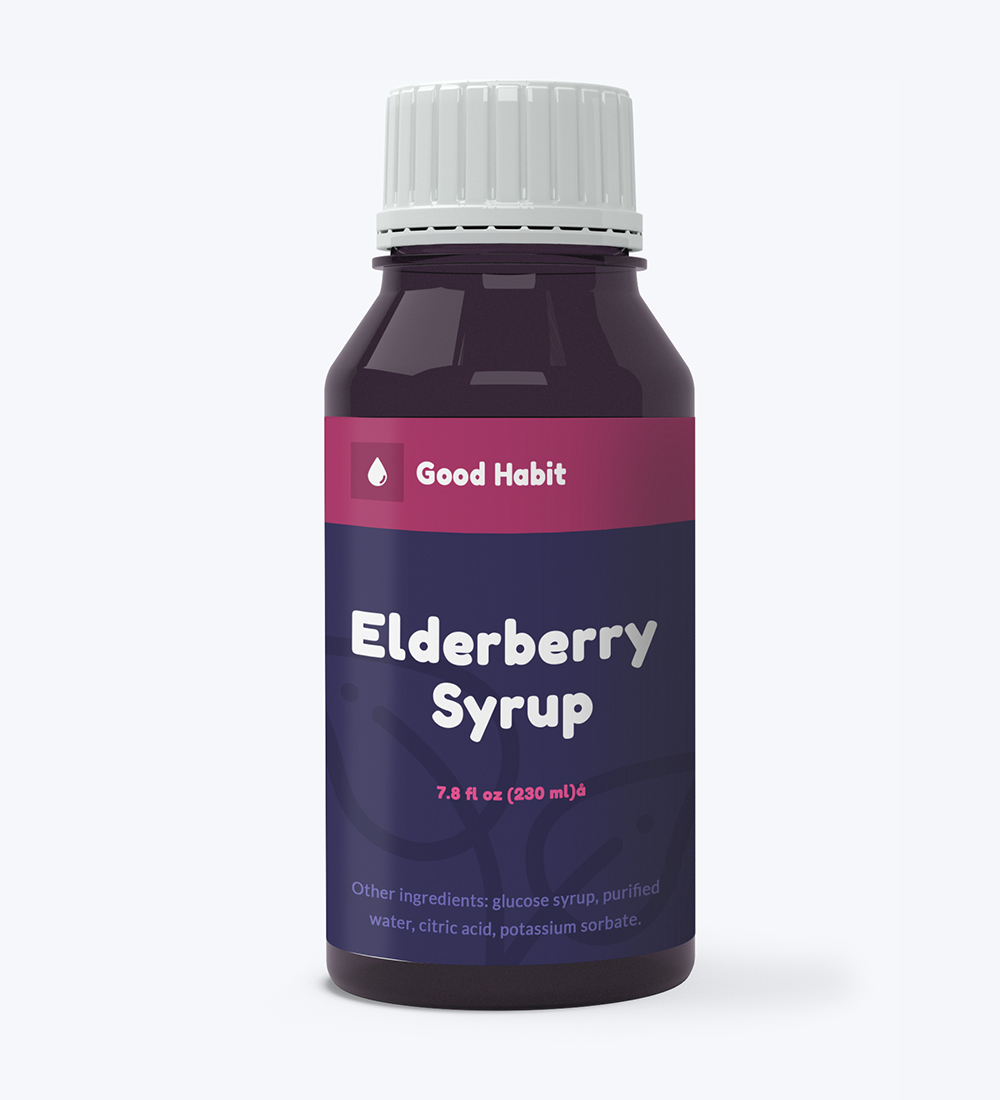 Good Habit
Elderberry
Syrup
7.8 fl oz (230 ml)å
Other ingredients: glucose syrup, purified
water, citric acid, potassium sorbate.